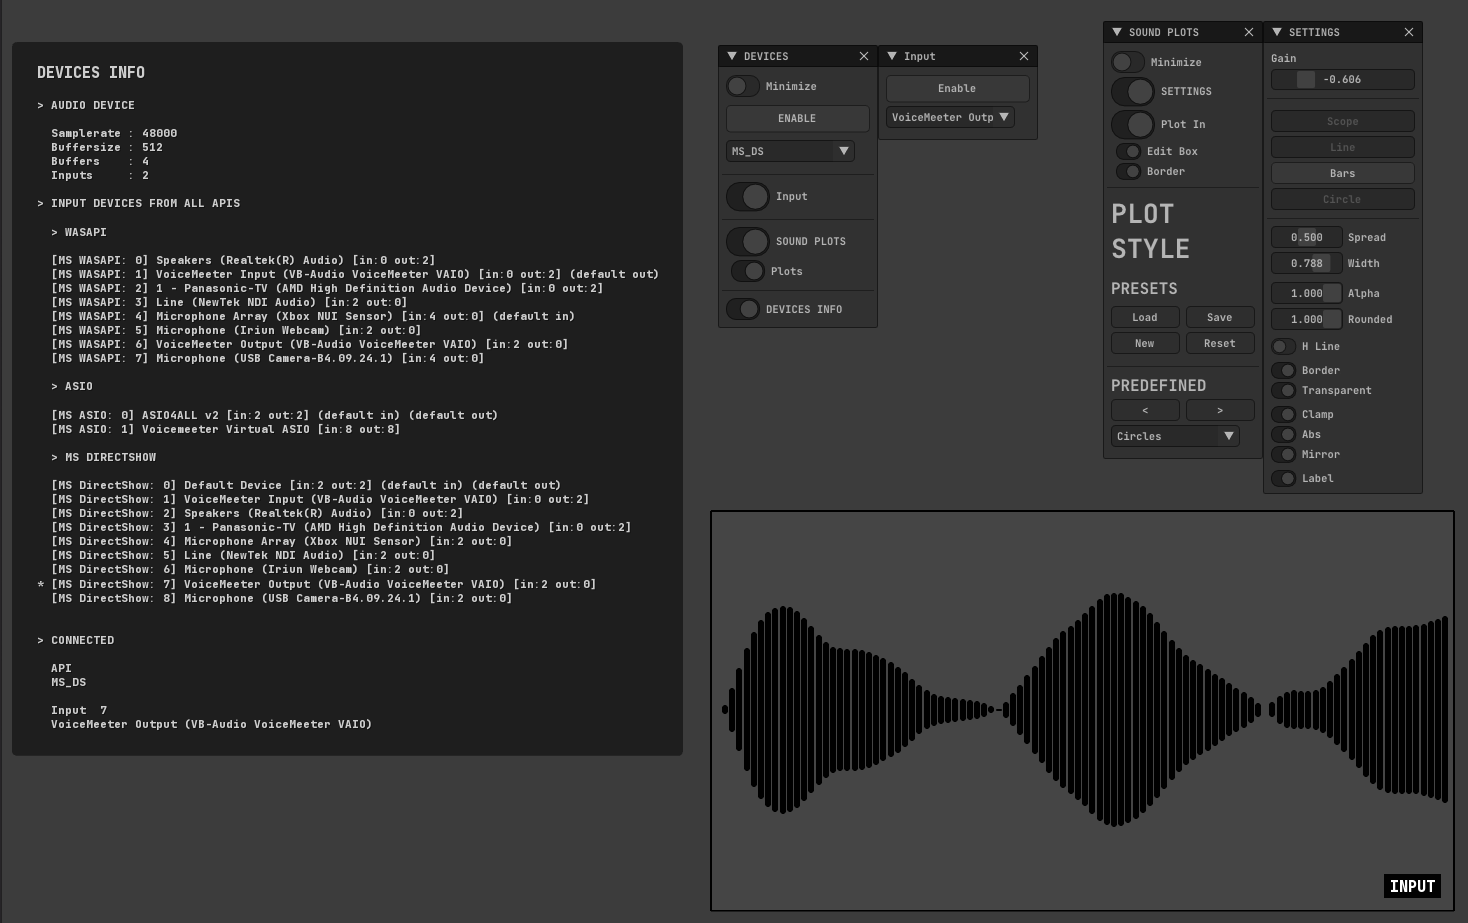 DEVICES INFO
> AUDIO DEVICE
Samplerate : 48000
Buffersize : 512
Buffers    : 4
Inputs     : 2
> INPUT DEVICES FROM ALL APIS
> WASAPI
[MS WASAPI: 0] Speakers (Realtek(R) Audio) [in:0 out:2]
[MS WASAPI: 1] VoiceMeeter Input (VB-Audio VoiceMeeter VAIO) [in:0 out:2] (default out)
[MS WASAPI: 2] 1 - Panasonic-TV (AMD High Definition Audio Device) [in:0 out:2]
[MS WASAPI: 3] Line (NewTek NDI Audio) [in:2 out:0]
[MS WASAPI: 4] Microphone Array (Xbox NUI Sensor) [in:4 out:0] (default in)
[MS WASAPI: 5] Microphone (Iriun Webcam) [in:2 out:0]
[MS WASAPI: 6] VoiceMeeter Output (VB-Audio VoiceMeeter VAIO) [in:2 out:0]
[MS WASAPI: 7] Microphone (USB Camera-B4.09.24.1) [in:4 out:0]
> ASIO
[MS ASIO: 0] ASIO4ALL v2 [in:2 out:2] (default in) (default out)
[MS ASIO: 1] Voicemeeter Virtual ASIO [in:8 out:8]
> MS DIRECTSHOW
[MS DirectShow: 0] Default Device [in:2 out:2] (default in) (default out)
[MS DirectShow: 1] VoiceMeeter Input (VB-Audio VoiceMeeter VAIO) [in:0 out:2]
[MS DirectShow: 2] Speakers (Realtek(R) Audio) [in:0 out:2]
[MS DirectShow: 3] 1 - Panasonic-TV (AMD High Definition Audio Device) [in:0 out:2]
[MS DirectShow: 4] Microphone Array (Xbox NUI Sensor) [in:2 out:0]
[MS DirectShow: 5] Line (NewTek NDI Audio) [in:2 out:0]
[MS DirectShow: 6] Microphone (Iriun Webcam) [in:2 out:0]
* [MS DirectShow: 7] VoiceMeeter Output (VB-Audio VoiceMeeter VAIO) [in:2 out:0]
[MS DirectShow: 8] Microphone (USB Camera-B4.09.24.1) [in:2 out:0]
> CONNECTED
API
MS_DS
Input  7
VoiceMeeter Output (VB-Audio VoiceMeeter VAIO)
DEVICES
Minimize
ENABLE
MS_DS
Input
SOUND PLOTS
Plots
DEVICES INFO
Input
Enable
VoiceMeeter Outp
SOUND PLOTS
Minimize
SETTINGS
Plot In
Edit Box
Border
PLOT
STYLE
PRESETS
Load Save
New Reset
PREDEFINED
< >
Circles
SETTINGS
Gain
-0.606
Scope
Line
Bars
Circle
0.500 Spread
0.788 Width
1.000 Alpha
1.000 Rounded
H Line
Border
Transparent
Clamp
Abs
Mirror
Label
INPUT